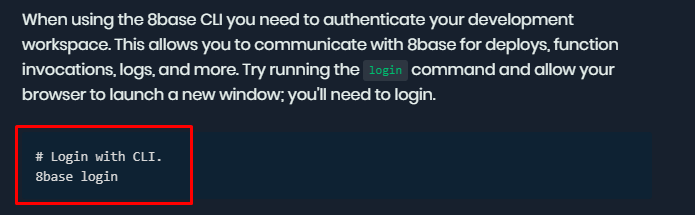 When using the 8base CLI you need to authenticate your development
workspace. This allows you to communicate with 8base for deploys, function
invocations, logs, and more. Try running the login command and allow your
browser to launch a new window; you'll need to login.
# Login with CLI.
8base login